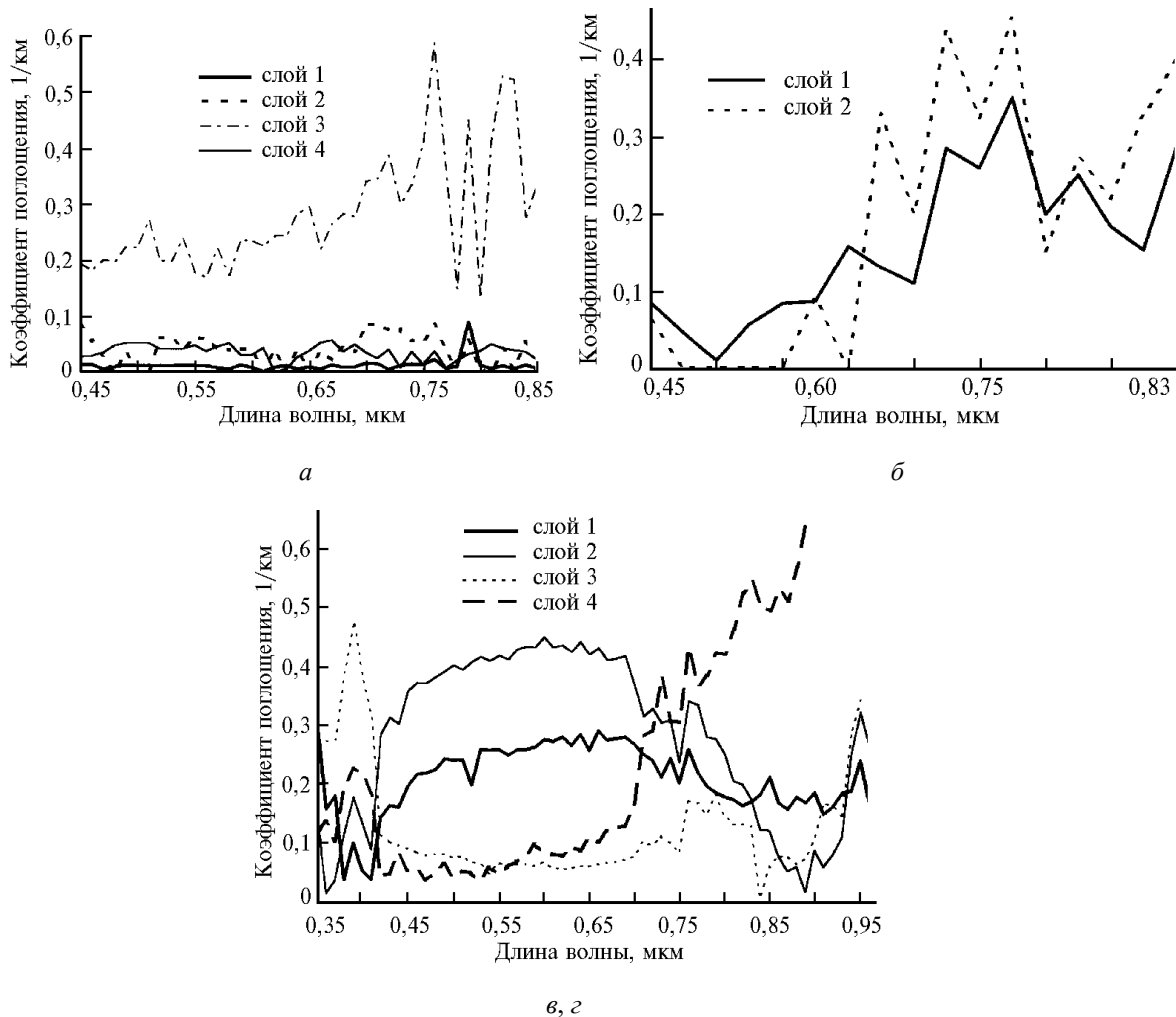 Коэффициент поглощения, 1/км
0,6
0,5
0,4
0,3
0,2
0,1
0
слой 1
слой 2
слой 3
слой 4
0,45 0,55 0,65 0,75 0,85
Длина волны, мкм
а
Коэффициент поглощения, 1/км
0,4
0,3
0,2
0,1
0
слой 1
слой 2
0,45 0,60 0,75 0,83
Длина волны, мкм
б
Коэффициент поглощения, 1/км
0,6
0,5
0,4
0,3
0,2
0,1
0
слой 1
слой 2
слой 3
слой 4
0,35 0,45 0,55 0,65 0,75 0,85 0,95
Длина волны, мкм
в, г